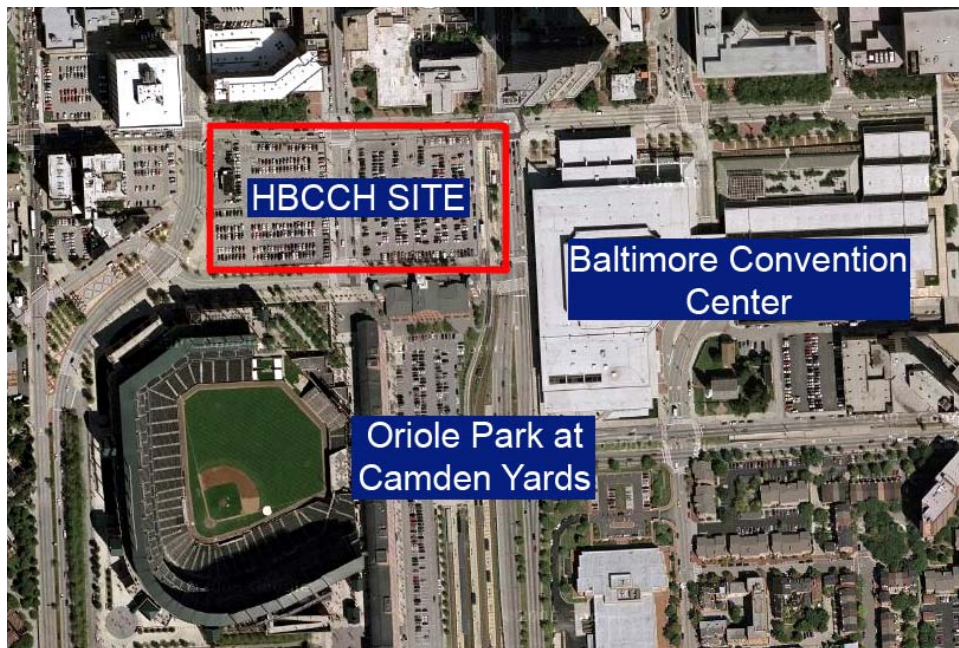 HBCCH SITE
Baltimore Convention
Center
Oriole Park at
Camden Yards